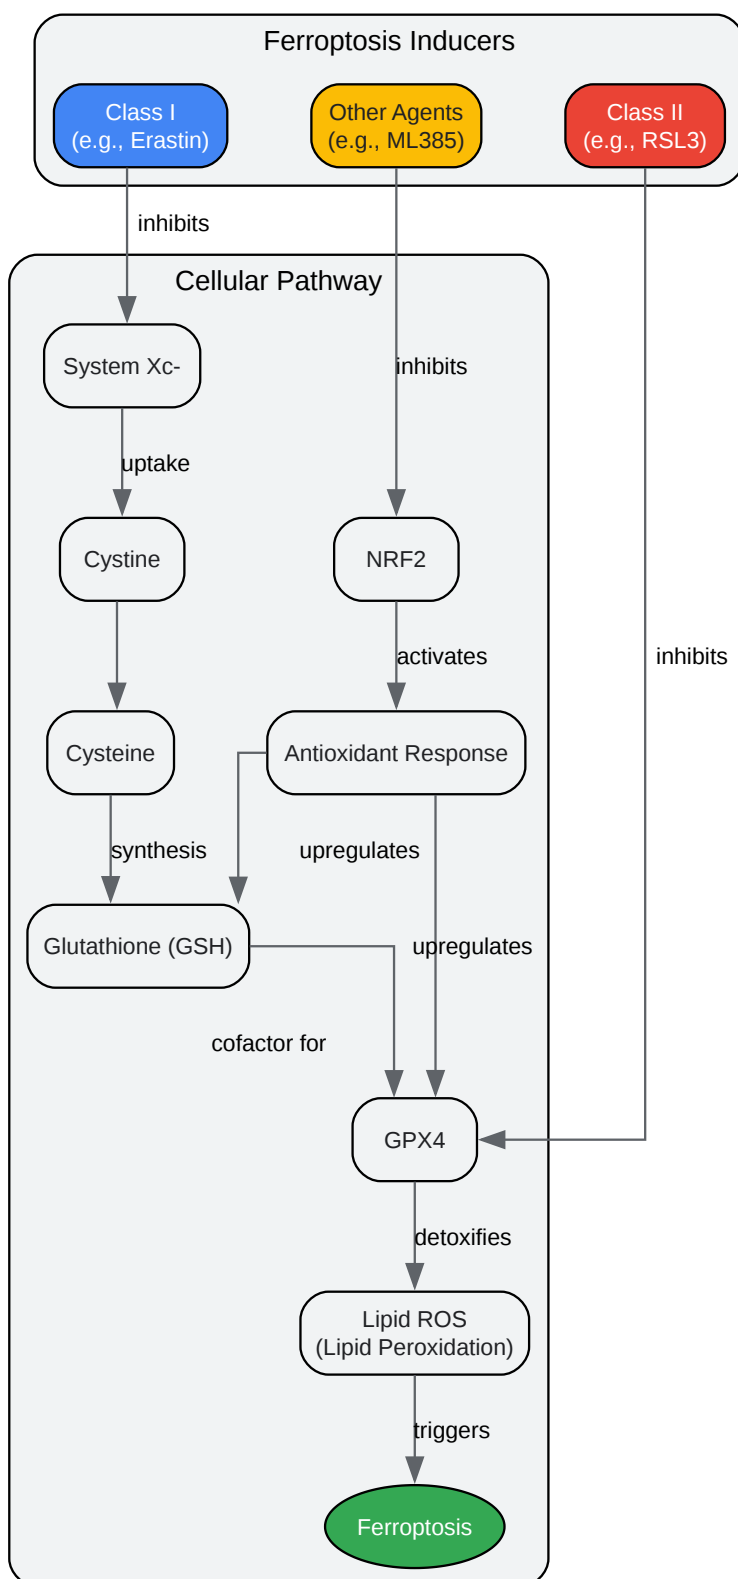 Ferroptosis Inducers
Class I
(e.g., Erastin)
Other Agents
(e.g., ML385)
Class II
(e.g., RSL3)
inhibits
Cellular Pathway
System Xc-
inhibits
uptake
Cystine
NRF2
activates
inhibits
Cysteine
Antioxidant Response
synthesis
upregulates
Glutathione (GSH)
upregulates
cofactor for
GPX4
detoxifies
Lipid ROS
(Lipid Peroxidation)
triggers
Ferroptosis